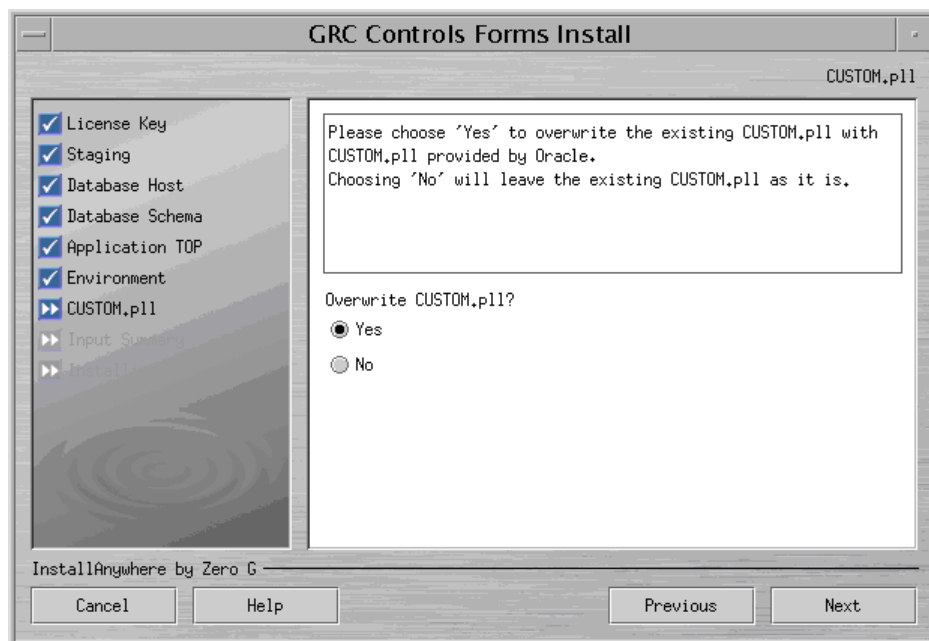 GRC Controls Forms Install
CUSTOM.pll
License Key
Staging
Database Host
Database Schema
Application TOP
Environment
CUSTOM.pll
Input Summary
Please choose 'Yes' to overwrite the existing CUSTOM.pll with
CUSTOM.pll provided by Oracle.
Choosing 'No' will leave the existing CUSTOM.pll as it is.
Overwrite CUSTOM.pll?
Yes
No
InstallAnywhere by Zero G
Cancel
Help
Previous
Next